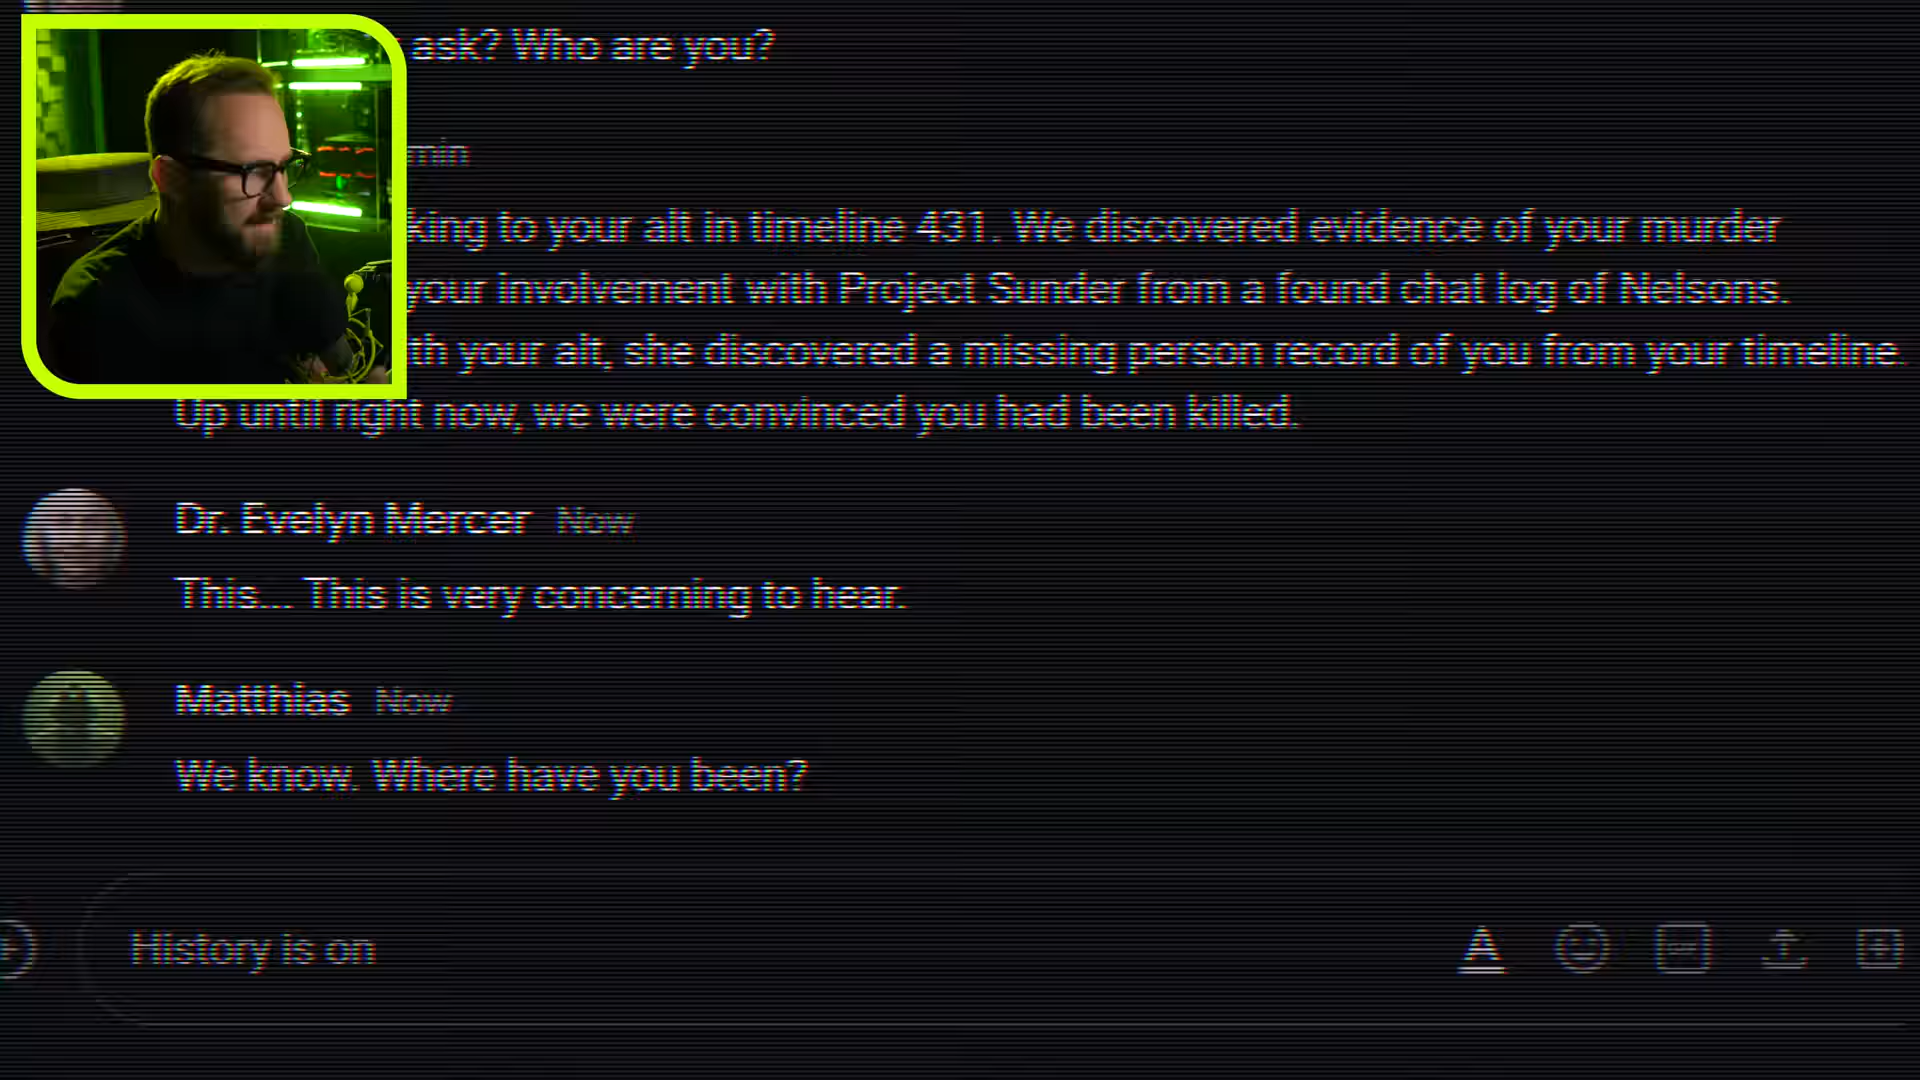 ask? Who are you?
min
king to your alt in timeline 431. We discovered evidence of your murder
your involvement with Project Sunder from a found chat log of Nelsons.
th your alt, she discovered a missing person record of you from your timeline.
Up until right now, we were convinced you had been killed.
Dr. Evelyn Mercer Now
This... This is very concerning to hear.
Matthias Now
We know. Where have you been?
History is on
A
GIF